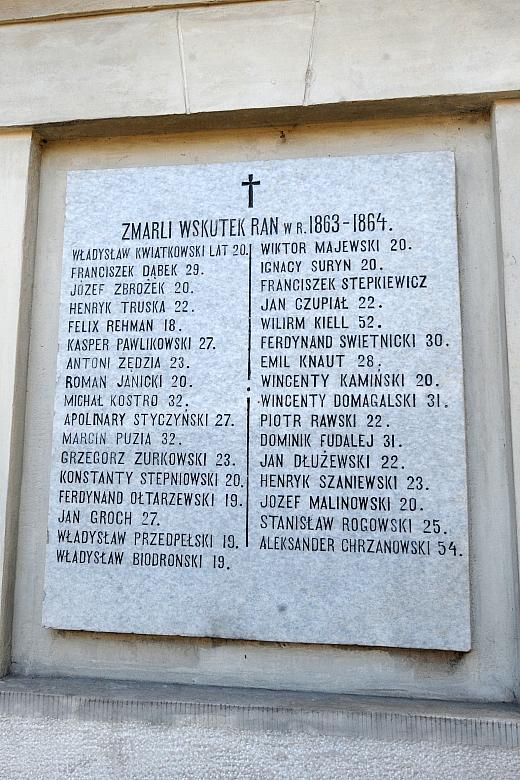 ZMARLI WSKUTEK RAN W R. 1863-1864.
WŁADYSŁAW KWIATKOWSKI LAT 20.
FRANCISZEK DĄBEK 29.
JÓZEF ZBROŻEK 20.
HENRYK TRUSKA 22.
FELIX REHMAN 18.
KASPER PAWLIKOWSKI 27.
ANTONI ZĘDZIA 23.
ROMAN JANICKI 20.
MICHAŁ KOSTRO 32.
APOLINARY STYCZYŃSKI 27.
MARCIN PUZIA 32.
GRZEGORZ ZURKOWSKI 23.
KONSTANTY STEPNIOWSKI 20.
FERDYNAND OŁTARZEWSKI 19.
JAN GROCH 27.
WŁADYSŁAW PRZEDPEŁSKI 19.
WŁADYSŁAW BIODROŃSKI 19.
WIKTOR MAJEWSKI 20.
IGNACY SURYN 20.
FRANCISZEK STEPKIEWICZ
JAN CZUPIAŁ 22.
WILIRM KIELL 52.
FERDYNAND SWIETNICKI 30.
EMIL KNAUT 28.
WINCENTY KAMIŃSKI 20.
WINCENTY DOMAGALSKI 31.
PIOTR RAWSKI 22.
DOMINIK FUDALEJ 31.
JAN DŁUŻEWSKI 22.
HENRYK SZANIEWSKI 23.
JOZEF MALINOWSKI 20.
STANISŁAW ROGOWSKI 25.
ALEKSANDER CHRZANOWSKI 54.